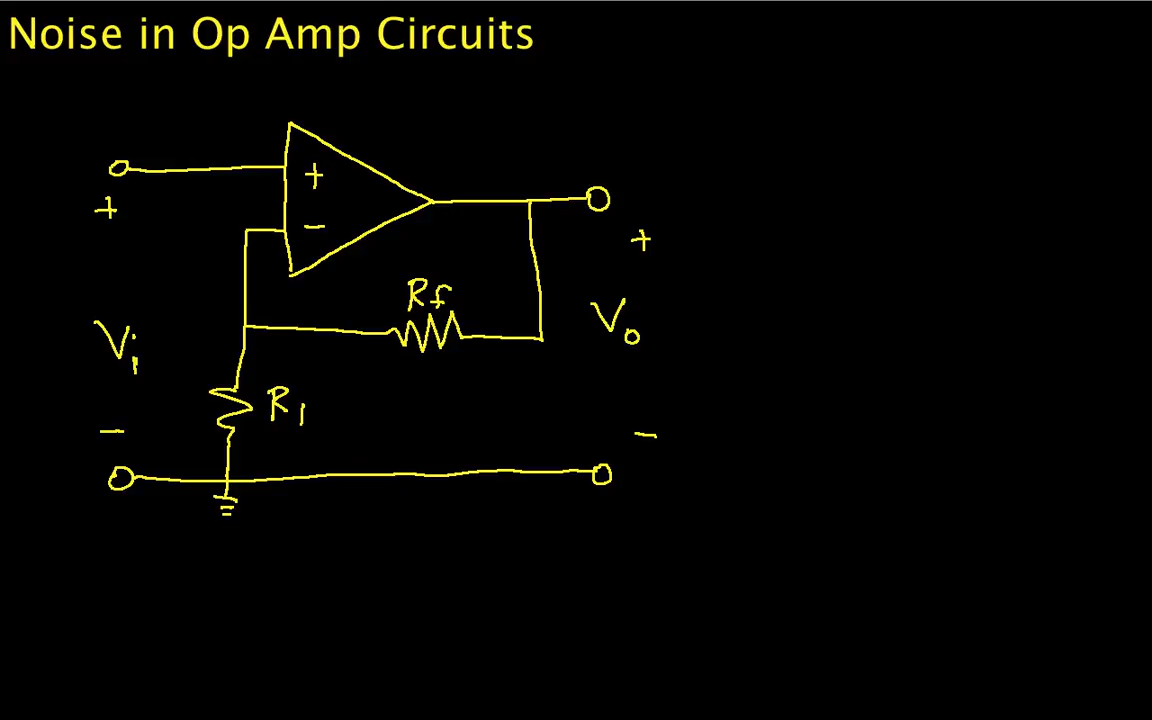 Noise in Op Amp Circuits
+
+
-
+
Rf
Vi
Vo
R1
-
-